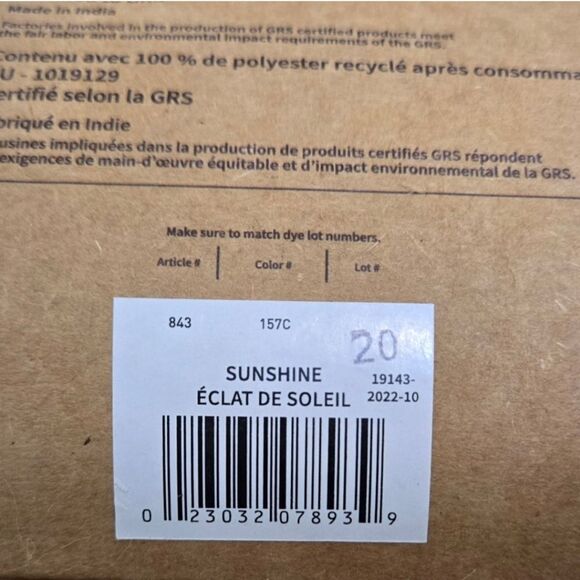 Made in India
Factories involved in the production of GRS certified products meet
the fair labor and environmental impact requirements of the GRS.
Contenu avec 100 % de polyester recyclé après consomma
U - 1019129
ertifié selon la GRS
briqué en Indie
usines impliquées dans la production de produits certifiés GRS répondent
exigences de main-d'œuvre équitable et d'impact environnemental de la GRS.
Make sure to match dye lot numbers.
Article # Color # Lot #
843 157C
20
SUNSHINE 19143-
ÉCLAT DE SOLEIL 2022-10
0 23032 07893 9